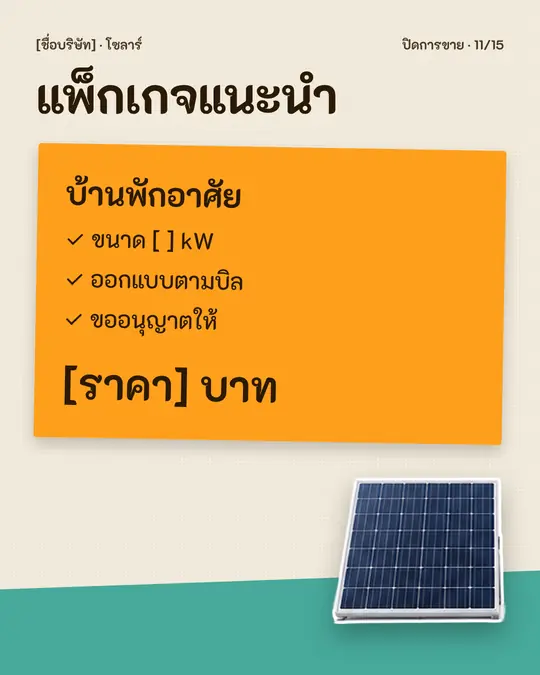 [ชื่อบริษัท] · โซลาร์
ปิดการขาย · 11/15
แพ็กเกจแนะนำ
บ้านพักอาศัย
✓ ขนาด [ ] kW
✓ ออกแบบตามบิล
✓ ขออนุญาตให้
[ราคา] บาท